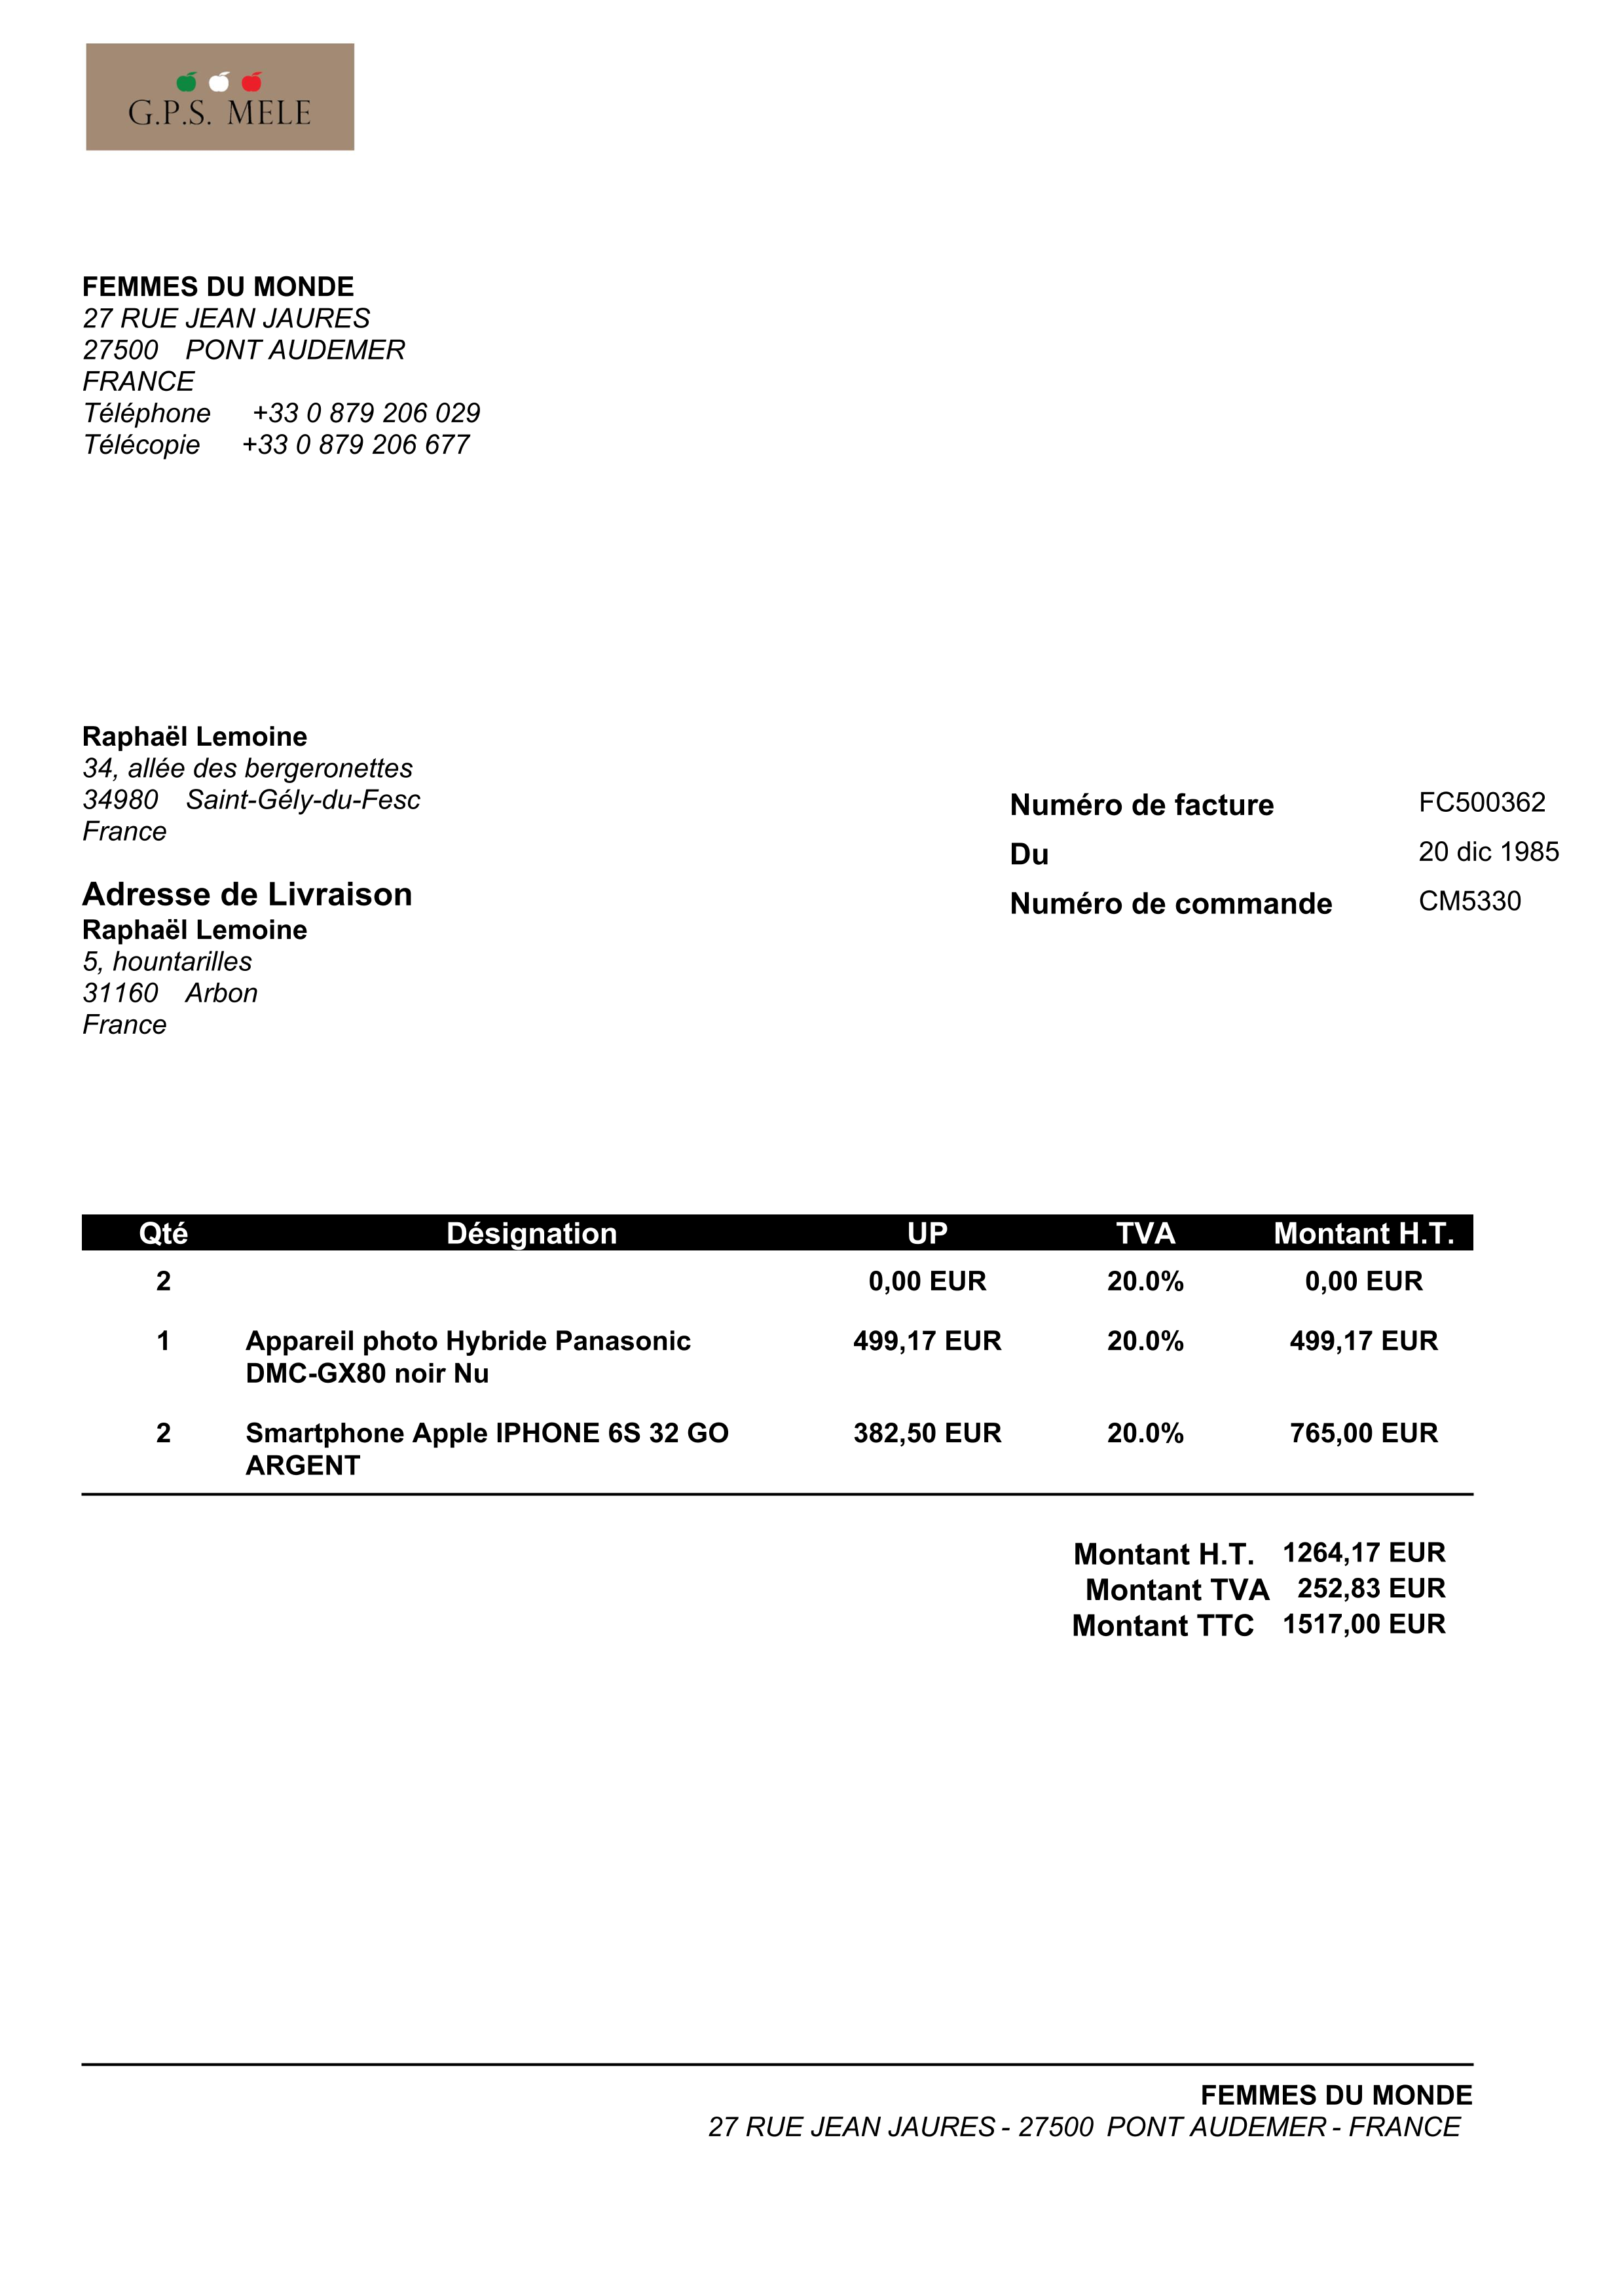 G.P.S. MELE
FEMMES DU MONDE
27 RUE JEAN JAURES
27500 PONT AUDEMER
FRANCE
Téléphone +33 0 879 206 029
Télécopie +33 0 879 206 677
Raphaël Lemoine
34, allée des bergeronettes
34980 Saint-Gély-du-Fesc
France
Numéro de facture FC500362
Du 20 dic 1985
Numéro de commande CM5330
Adresse de Livraison
Raphaël Lemoine
5, hountarilles
31160 Arbon
France
Qté Désignation UP TVA Montant H.T.
2 0,00 EUR 20.0% 0,00 EUR
1 Appareil photo Hybride Panasonic 499,17 EUR 20.0% 499,17 EUR
DMC-GX80 noir Nu
2 Smartphone Apple IPHONE 6S 32 GO 382,50 EUR 20.0% 765,00 EUR
ARGENT
Montant H.T. 1264,17 EUR
Montant TVA 252,83 EUR
Montant TTC 1517,00 EUR
FEMMES DU MONDE
27 RUE JEAN JAURES - 27500 PONT AUDEMER - FRANCE